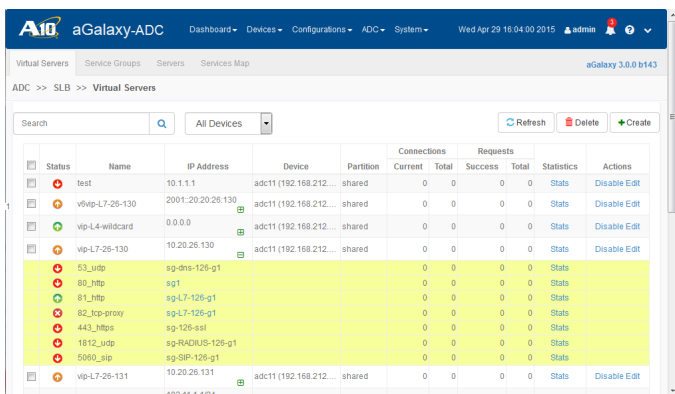 A10 aGalaxy-ADC Dashboard Devices Configurations ADC System Wed Apr 29 16:04:00 2015 3 admin
Virtual Servers Service Groups Servers Services Map aGalaxy 3.0.0 b143
ADC >> SLB >> Virtual Servers
Search All Devices Refresh Delete +Create
Connections Requests
Status Name IP Address Device Partition Current Total Success Total Statistics Actions
test 10.1.1.1 adc11 (192.168.212.... shared 0 0 0 0 Stats Disable Edit
v6vip-L7-26-130 2001::20:20:26:130 adc11 (192.168.212.... shared 0 0 0 0 Stats Disable Edit
vip-L4-wildcard 0.0.0.0 adc11 (192.168.212.... shared 0 0 0 0 Stats Disable Edit
vip-L7-26-130 10.20.26.130 adc11 (192.168.212.... shared 0 0 0 0 Stats Disable Edit
53_udp sg-dns-126-g1 0 0 0 0 Stats
80_http sg1 0 0 0 0 Stats
81_http sg-L7-126-g1 0 0 0 0 Stats
82_tcp-proxy sg-L7-126-g1 0 0 0 0 Stats
443_https sg-126-ssl 0 0 0 0 Stats
1812_udp sg-RADIUS-126-g1 0 0 0 0 Stats
5060_sip sg-SIP-126-g1 0 0 0 0 Stats
vip-L7-26-131 10.20.26.131 adc11 (192.168.212.... shared 0 0 0 0 Stats Disable Edit